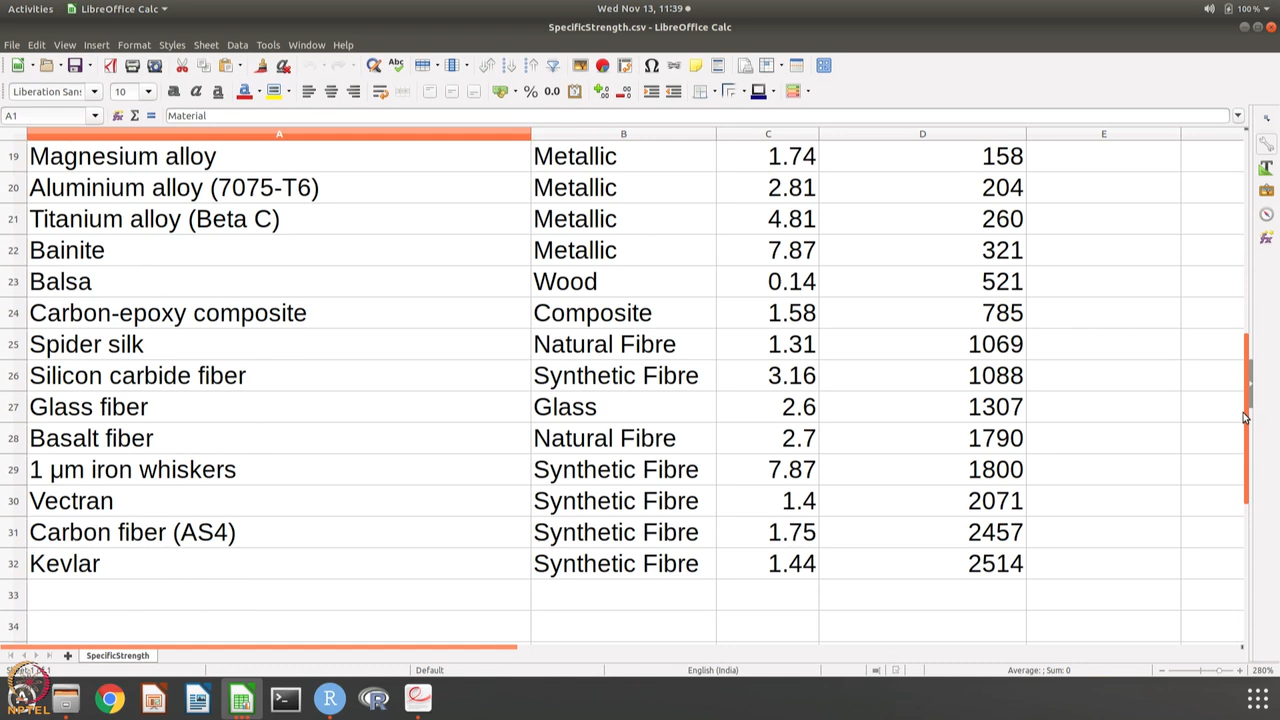 Activities LibreOffice Calc Wed Nov 13, 11:39 100 %
SpecificStrength.csv - LibreOffice Calc
File Edit View Insert Format Styles Sheet Data Tools Window Help
Liberation Sans 10
A1 Material
A B C D E
19 Magnesium alloy Metallic 1.74 158
20 Aluminium alloy (7075-T6) Metallic 2.81 204
21 Titanium alloy (Beta C) Metallic 4.81 260
22 Bainite Metallic 7.87 321
23 Balsa Wood 0.14 521
24 Carbon-epoxy composite Composite 1.58 785
25 Spider silk Natural Fibre 1.31 1069
26 Silicon carbide fiber Synthetic Fibre 3.16 1088
27 Glass fiber Glass 2.6 1307
28 Basalt fiber Natural Fibre 2.7 1790
29 1 μm iron whiskers Synthetic Fibre 7.87 1800
30 Vectran Synthetic Fibre 1.4 2071
31 Carbon fiber (AS4) Synthetic Fibre 1.75 2457
32 Kevlar Synthetic Fibre 1.44 2514
33
34
SpecificStrength
Default English (India) Average: ; Sum: 0 280%
NPTEL